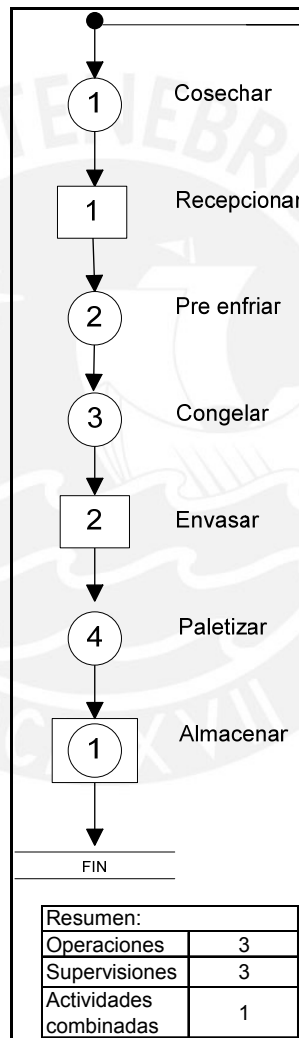 1 Cosechar
1 Recepcionar
2 Pre enfriar
3 Congelar
2 Envasar
4 Paletizar
1 Almacenar
FIN
Resumen:
Operaciones 3
Supervisiones 3
Actividades
combinadas 1